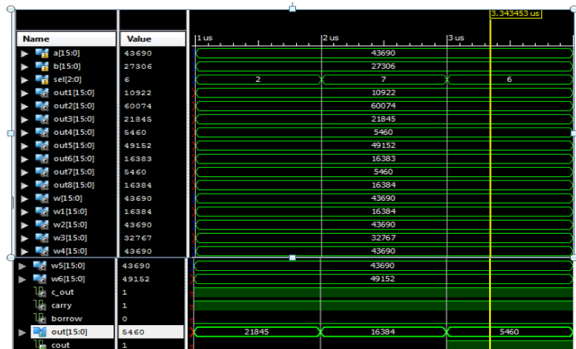 3.343453 us
Name Value 1 us 2 us 3 us
a[15:0] 43690 43690
b[15:0] 27306 27306
sel[2:0] 6 2 7 6
out1[15:0] 10922 10922
out2[15:0] 60074 60074
out3[15:0] 21845 21845
out4[15:0] 5460 5460
out5[15:0] 49152 49152
out6[15:0] 16383 16383
out7[15:0] 5460 5460
out8[15:0] 16384 16384
w[15:0] 43690 43690
w1[15:0] 16384 16384
w2[15:0] 43690 43690
w3[15:0] 32767 32767
w4[15:0] 43690 43690
w5[15:0] 43690 43690
w6[15:0] 49152 49152
c_out 1
carry 1
borrow 0
out[15:0] 5460 21845 16384 5460
cout 1